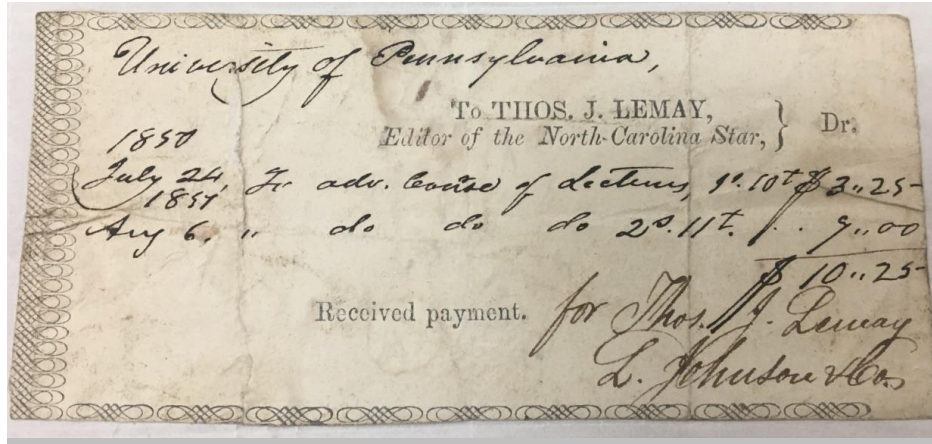 University of Pennsylvania,
To THOS. J. LEMAY,
Editor of the North-Carolina Star, } Dr.
1850
July 24, To adv. Course of Lectures, 1s. 10t $ 3,,25
1851
Aug 6. " do do do 2s. 11t. . . 7,,00
$ 10,,25
Received payment. for Thos. J. Lemay
L. Johnson & Co.